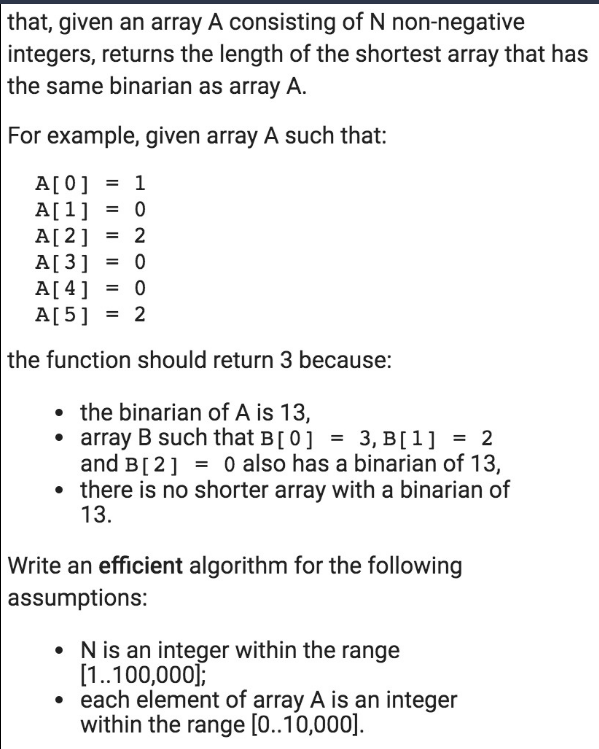 that, given an array A consisting of N non-negative
integers, returns the length of the shortest array that has
the same binarian as array A.
For example, given array A such that:
A[0] = 1
A[1] = 0
A[2] = 2
A[3] = 0
A[4] = 0
A[5] = 2
the function should return 3 because:
• the binarian of A is 13,
• array B such that B[0] = 3, B[1] = 2
and B[2] = 0 also has a binarian of 13,
• there is no shorter array with a binarian of
13.
Write an efficient algorithm for the following
assumptions:
• N is an integer within the range
[1..100,000];
• each element of array A is an integer
within the range [0..10,000].